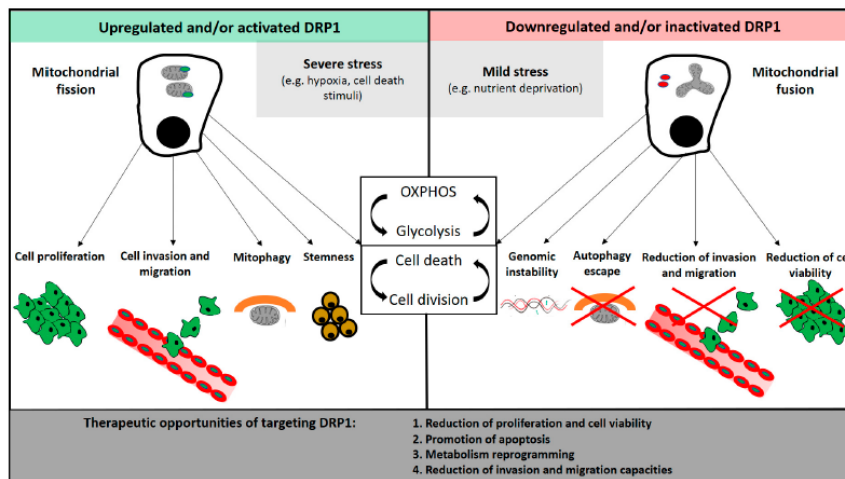 Upregulated and/or activated DRP1
Downregulated and/or inactivated DRP1
Mitochondrial
fission
Severe stress
(e.g. hypoxia, cell death
stimuli)
Mild stress
(e.g. nutrient deprivation)
Mitochondrial
fusion
OXPHOS
Glycolysis
Cell death
Cell division
Cell proliferation
Cell invasion and
migration
Mitophagy
Stemness
Genomic
instability
Autophagy
escape
Reduction of invasion
and migration
Reduction of ce
viability
Therapeutic opportunities of targeting DRP1:
1. Reduction of proliferation and cell viability
2. Promotion of apoptosis
3. Metabolism reprogramming
4. Reduction of invasion and migration capacities